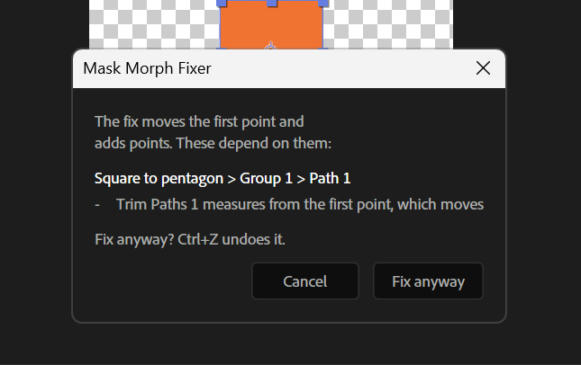 Mask Morph Fixer
The fix moves the first point and
adds points. These depend on them:
Square to pentagon > Group 1 > Path 1
- Trim Paths 1 measures from the first point, which moves
Fix anyway? Ctrl+Z undoes it.
Cancel
Fix anyway